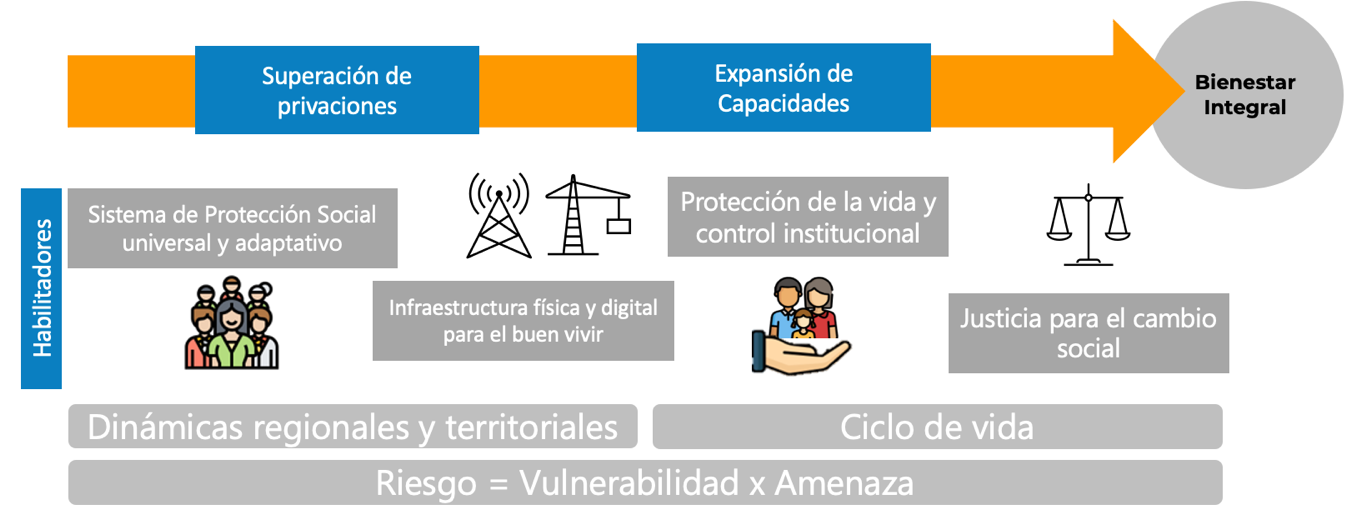 Superación de
privaciones
Expansión de
Capacidades
Bienestar
Integral
Habilitadores
Sistema de Protección Social
universal y adaptativo
Infraestructura física y digital
para el buen vivir
Protección de la vida y
control institucional
Justicia para el cambio
social
Dinámicas regionales y territoriales
Ciclo de vida
Riesgo = Vulnerabilidad x Amenaza